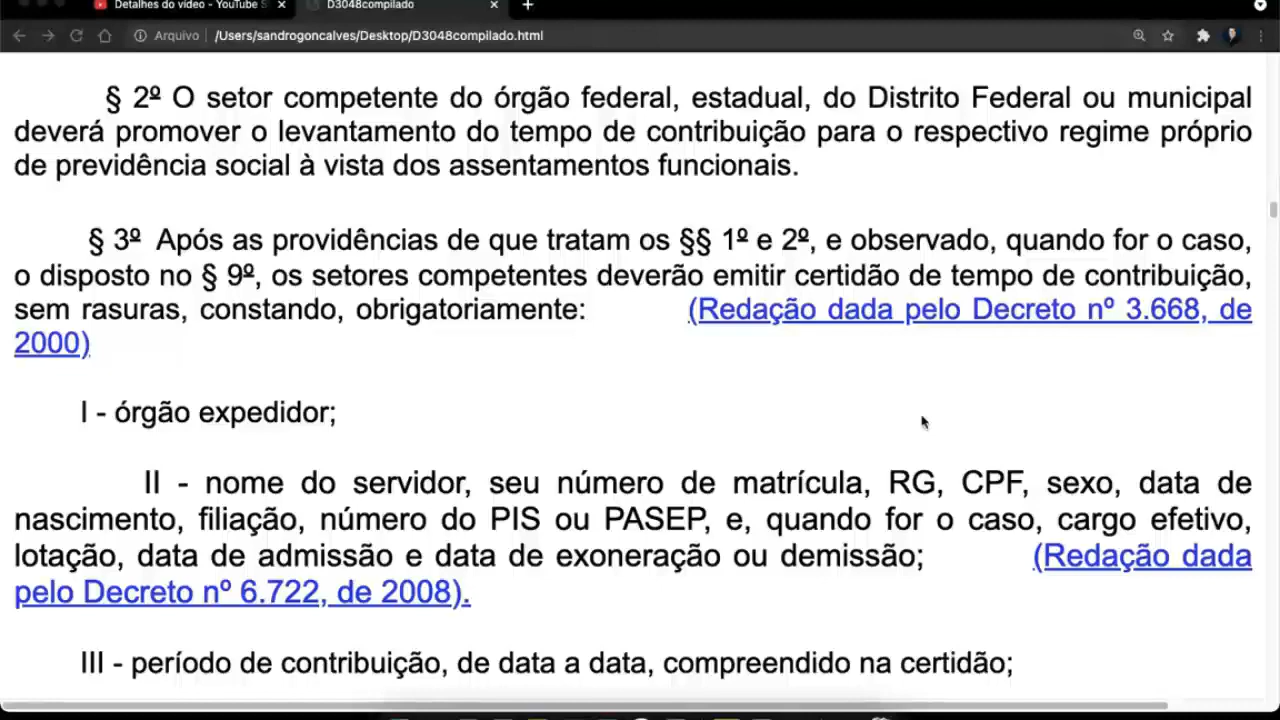 Detalhes do vídeo - YouTube S
D3048compilado
Arquivo
/Users/sandrogoncalves/Desktop/D3048compilado.html
§ 2º O setor competente do órgão federal, estadual, do Distrito Federal ou municipal
deverá promover o levantamento do tempo de contribuição para o respectivo regime próprio
de previdência social à vista dos assentamentos funcionais.
§ 3º Após as providências de que tratam os §§ 1º e 2º, e observado, quando for o caso,
o disposto no § 9º, os setores competentes deverão emitir certidão de tempo de contribuição,
sem rasuras, constando, obrigatoriamente: (Redação dada pelo Decreto nº 3.668, de
2000)
I - órgão expedidor;
II - nome do servidor, seu número de matrícula, RG, CPF, sexo, data de
nascimento, filiação, número do PIS ou PASEP, e, quando for o caso, cargo efetivo,
lotação, data de admissão e data de exoneração ou demissão; (Redação dada
pelo Decreto nº 6.722, de 2008).
III - período de contribuição, de data a data, compreendido na certidão;